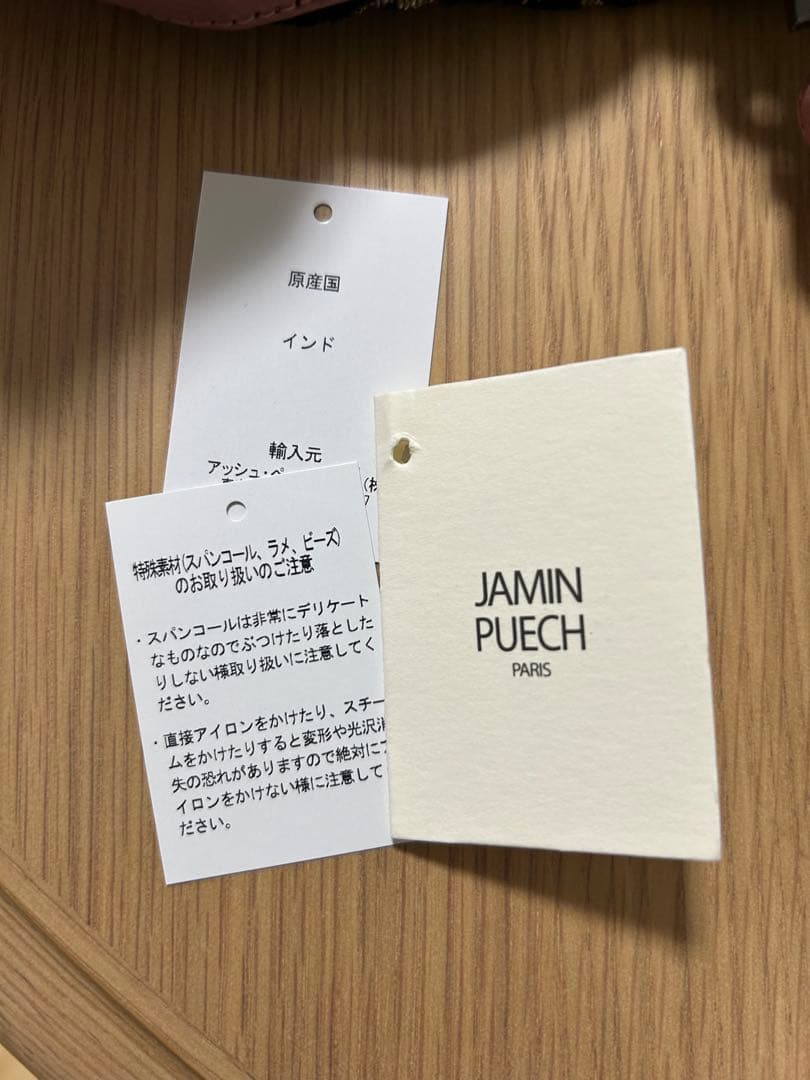 原産国
インド
輸入元
アッシュ・ペ
(株
特殊素材(スパンコール、ラメ、ビーズ)
のお取り扱いのご注意
・スパンコールは非常にデリケート
なものなのでぶつけたり落とした
りしない様取り扱いに注意してく
ださい。
・直接アイロンをかけたり、スチー
ムをかけたりすると変形や光沢消
失の恐れがありますので絶対にア
イロンをかけない様に注意して
ださい。
JAMIN
PUECH
PARIS